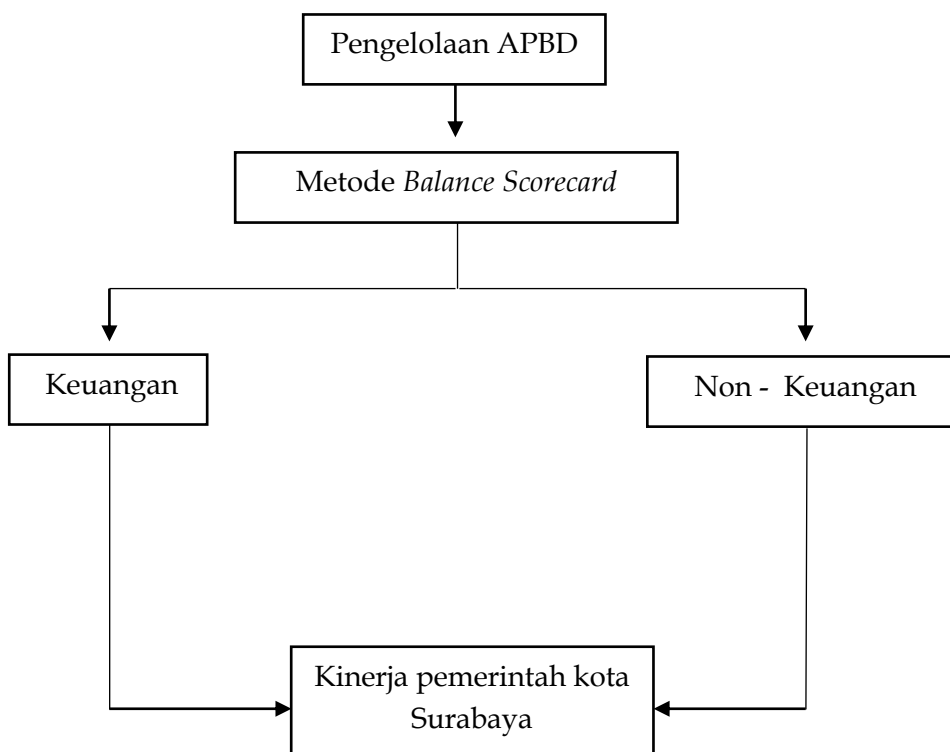 Pengelolaan APBD
Metode Balance Scorecard
Keuangan
Non - Keuangan
Kinerja pemerintah kota
Surabaya